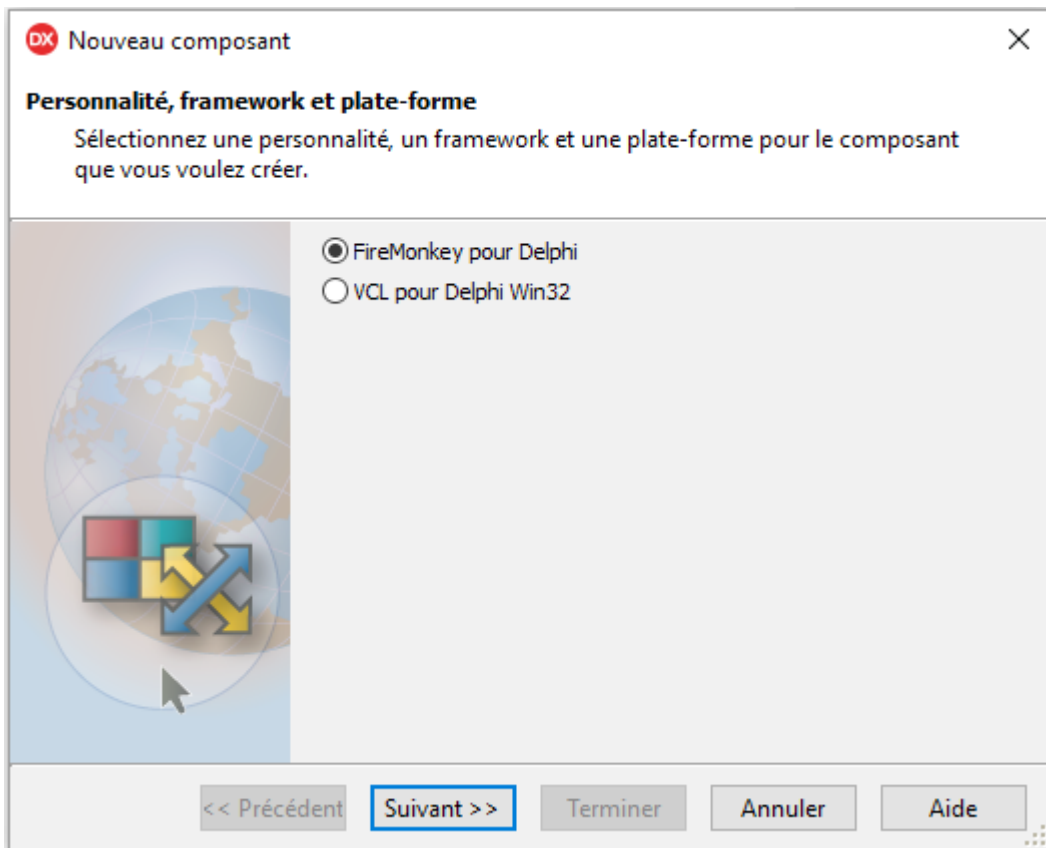 DX Nouveau composant
Personnalité, framework et plate-forme
Sélectionnez une personnalité, un framework et une plate-forme pour le composant
que vous voulez créer.
FireMonkey pour Delphi
VCL pour Delphi Win32
<< Précédent Suivant >> Terminer Annuler Aide